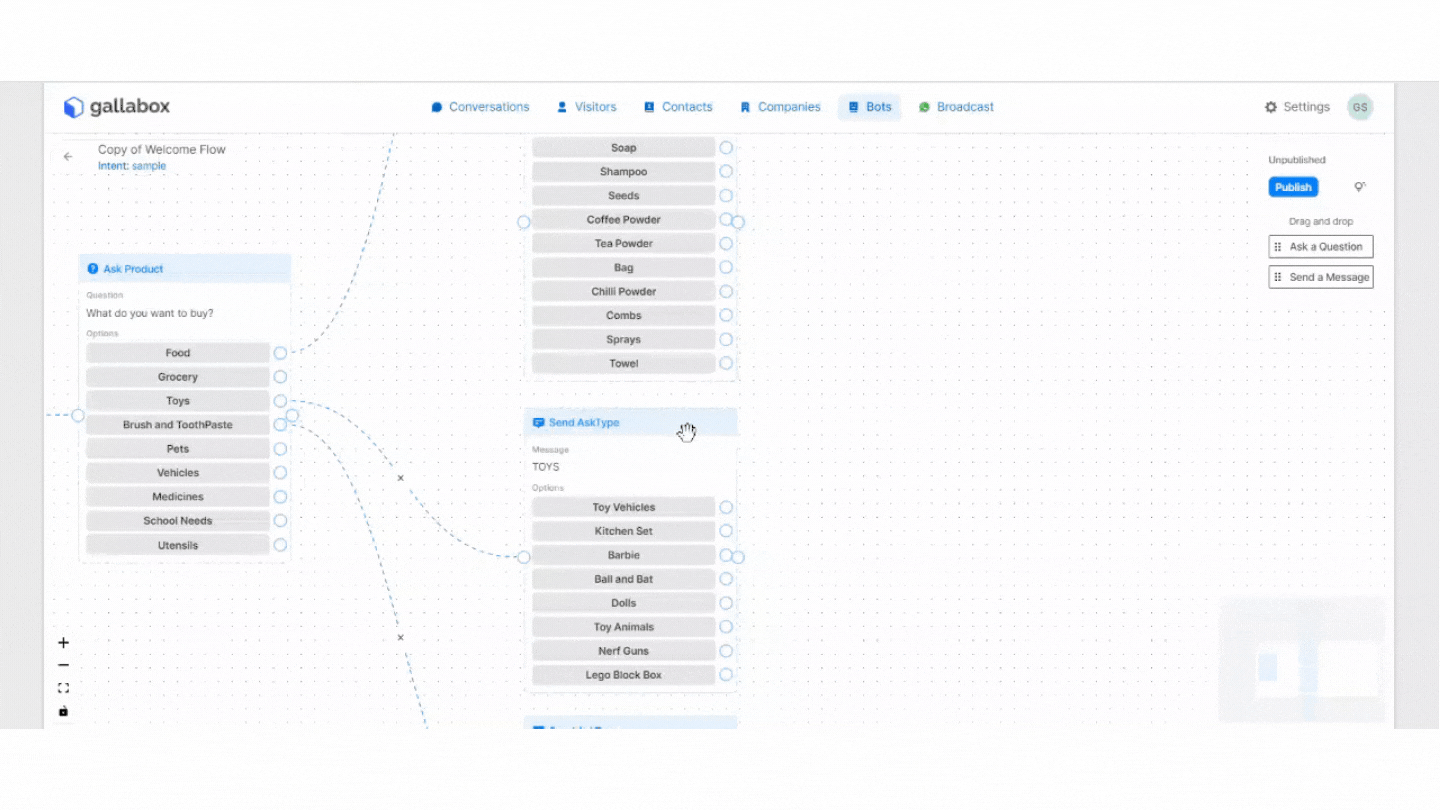 gallabox
Conversations
Visitors
Contacts
Companies
Bots
Broadcast
Settings
GS
Copy of Welcome Flow
Intent: sample
Unpublished
Publish
Drag and drop
Ask a Question
Send a Message
Ask Product
Question
What do you want to buy?
Options
Food
Grocery
Toys
Brush and ToothPaste
Pets
Vehicles
Medicines
School Needs
Utensils
Soap
Shampoo
Seeds
Coffee Powder
Tea Powder
Bag
Chilli Powder
Combs
Sprays
Towel
Send AskType
Message
TOYS
Options
Toy Vehicles
Kitchen Set
Barbie
Ball and Bat
Dolls
Toy Animals
Nerf Guns
Lego Block Box